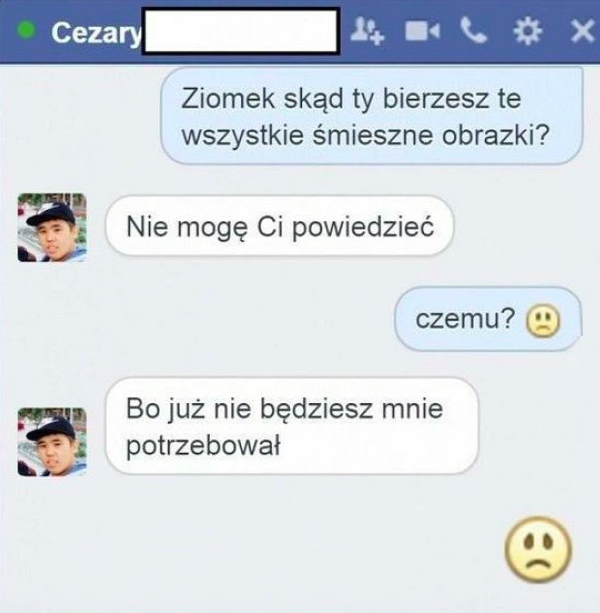 Cezary
Ziomek skąd ty bierzesz te
wszystkie śmieszne obrazki?
Nie mogę Ci powiedzieć
czemu?
Bo już nie będziesz mnie
potrzebował